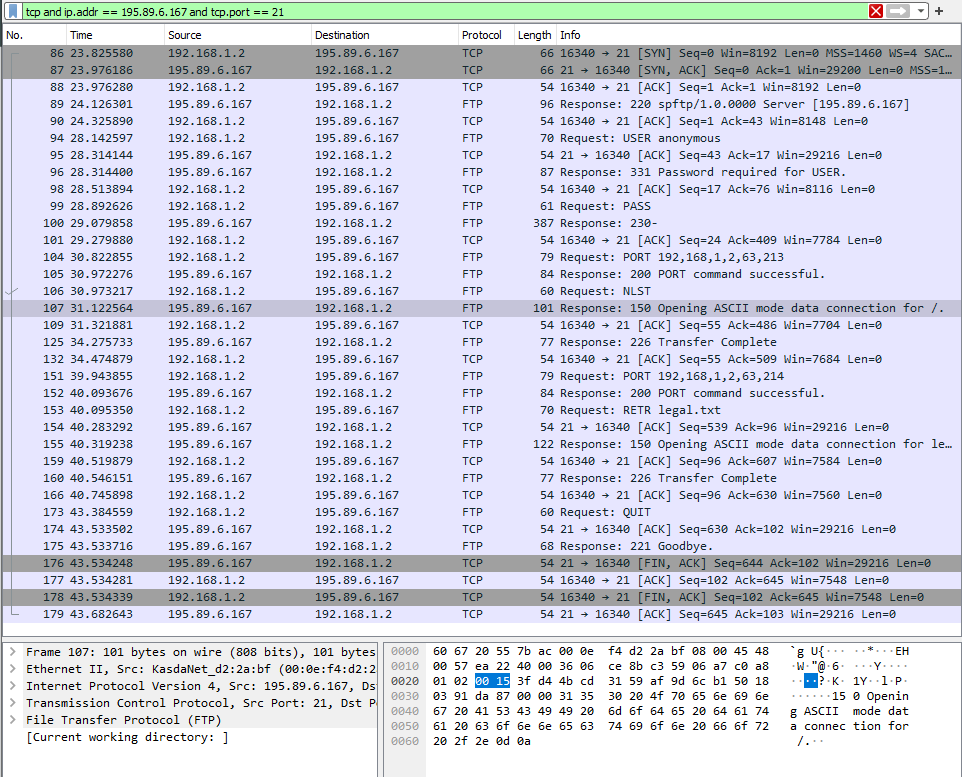 tcp and ip.addr == 195.89.6.167 and tcp.port == 21
No. Time Source Destination Protocol Length Info
86 23.825580 192.168.1.2 195.89.6.167 TCP 66 16340 → 21 [SYN] Seq=0 Win=8192 Len=0 MSS=1460 WS=4 SAC…
87 23.976186 195.89.6.167 192.168.1.2 TCP 66 21 → 16340 [SYN, ACK] Seq=0 Ack=1 Win=29200 Len=0 MSS=1…
88 23.976280 192.168.1.2 195.89.6.167 TCP 54 16340 → 21 [ACK] Seq=1 Ack=1 Win=8192 Len=0
89 24.126301 195.89.6.167 192.168.1.2 FTP 96 Response: 220 spftp/1.0.0000 Server [195.89.6.167]
90 24.325890 192.168.1.2 195.89.6.167 TCP 54 16340 → 21 [ACK] Seq=1 Ack=43 Win=8148 Len=0
94 28.142597 192.168.1.2 195.89.6.167 FTP 70 Request: USER anonymous
95 28.314144 195.89.6.167 192.168.1.2 TCP 54 21 → 16340 [ACK] Seq=43 Ack=17 Win=29216 Len=0
96 28.314400 195.89.6.167 192.168.1.2 FTP 87 Response: 331 Password required for USER.
98 28.513894 192.168.1.2 195.89.6.167 TCP 54 16340 → 21 [ACK] Seq=17 Ack=76 Win=8116 Len=0
99 28.892626 192.168.1.2 195.89.6.167 FTP 61 Request: PASS
100 29.079858 195.89.6.167 192.168.1.2 FTP 387 Response: 230-
101 29.279880 192.168.1.2 195.89.6.167 TCP 54 16340 → 21 [ACK] Seq=24 Ack=409 Win=7784 Len=0
104 30.822855 192.168.1.2 195.89.6.167 FTP 79 Request: PORT 192,168,1,2,63,213
105 30.972276 195.89.6.167 192.168.1.2 FTP 84 Response: 200 PORT command successful.
106 30.973217 192.168.1.2 195.89.6.167 FTP 60 Request: NLST
107 31.122564 195.89.6.167 192.168.1.2 FTP 101 Response: 150 Opening ASCII mode data connection for /.
109 31.321881 192.168.1.2 195.89.6.167 TCP 54 16340 → 21 [ACK] Seq=55 Ack=486 Win=7704 Len=0
125 34.275733 195.89.6.167 192.168.1.2 FTP 77 Response: 226 Transfer Complete
132 34.474879 192.168.1.2 195.89.6.167 TCP 54 16340 → 21 [ACK] Seq=55 Ack=509 Win=7684 Len=0
151 39.943855 192.168.1.2 195.89.6.167 FTP 79 Request: PORT 192,168,1,2,63,214
152 40.093676 195.89.6.167 192.168.1.2 FTP 84 Response: 200 PORT command successful.
153 40.095350 192.168.1.2 195.89.6.167 FTP 70 Request: RETR legal.txt
154 40.283292 195.89.6.167 192.168.1.2 TCP 54 21 → 16340 [ACK] Seq=539 Ack=96 Win=29216 Len=0
155 40.319238 195.89.6.167 192.168.1.2 FTP 122 Response: 150 Opening ASCII mode data connection for le…
159 40.519879 192.168.1.2 195.89.6.167 TCP 54 16340 → 21 [ACK] Seq=96 Ack=607 Win=7584 Len=0
160 40.546151 195.89.6.167 192.168.1.2 FTP 77 Response: 226 Transfer Complete
166 40.745898 192.168.1.2 195.89.6.167 TCP 54 16340 → 21 [ACK] Seq=96 Ack=630 Win=7560 Len=0
173 43.384559 192.168.1.2 195.89.6.167 FTP 60 Request: QUIT
174 43.533502 195.89.6.167 192.168.1.2 TCP 54 21 → 16340 [ACK] Seq=630 Ack=102 Win=29216 Len=0
175 43.533716 195.89.6.167 192.168.1.2 FTP 68 Response: 221 Goodbye.
176 43.534248 195.89.6.167 192.168.1.2 TCP 54 21 → 16340 [FIN, ACK] Seq=644 Ack=102 Win=29216 Len=0
177 43.534281 192.168.1.2 195.89.6.167 TCP 54 16340 → 21 [ACK] Seq=102 Ack=645 Win=7548 Len=0
178 43.534339 192.168.1.2 195.89.6.167 TCP 54 16340 → 21 [FIN, ACK] Seq=102 Ack=645 Win=7548 Len=0
179 43.682643 195.89.6.167 192.168.1.2 TCP 54 21 → 16340 [ACK] Seq=645 Ack=103 Win=29216 Len=0
Frame 107: 101 bytes on wire (808 bits), 101 bytes
Ethernet II, Src: KasdaNet_d2:2a:bf (00:0e:f4:d2:2
Internet Protocol Version 4, Src: 195.89.6.167, Dst
Transmission Control Protocol, Src Port: 21, Dst P
File Transfer Protocol (FTP)
[Current working directory: ]
0000 60 67 20 55 7b ac 00 0e f4 d2 2a bf 08 00 45 48 `g U{··· ··*···EH
0010 00 57 ea 22 40 00 36 06 ce 8b c3 59 06 a7 c0 a8 ·W·"@·6· ···Y····
0020 01 02 00 15 3f d4 4b cd 31 59 af 9d 6c b1 50 18 ····?·K· 1Y··l·P·
0030 03 91 da 87 00 00 31 35 30 20 4f 70 65 6e 69 6e ······15 0 Openin
0040 67 20 41 53 43 49 49 20 6d 6f 64 65 20 64 61 74 g ASCII mode dat
0050 61 20 63 6f 6e 6e 65 63 74 69 6f 6e 20 66 6f 72 a connec tion for
0060 20 2f 2e 0d 0a /.··